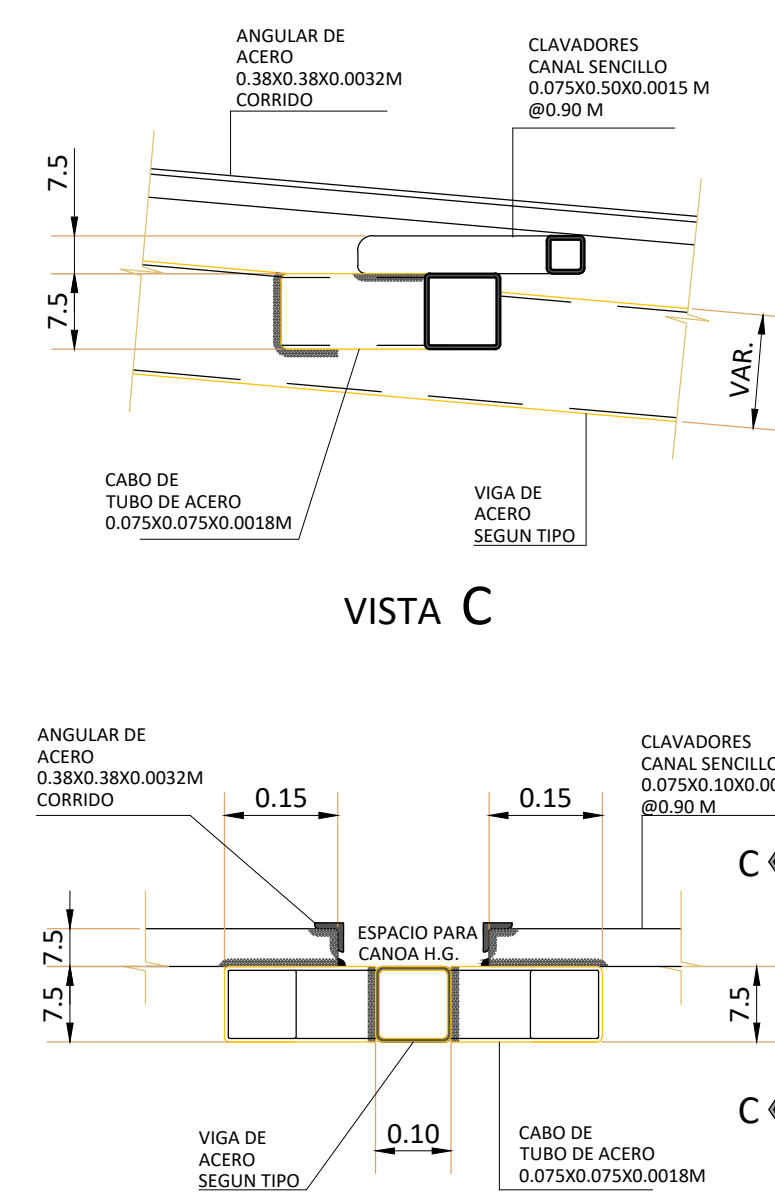 ANGULAR DE
ACERO
0.38X0.38X0.0032M
CORRIDO
CLAVADORES
CANAL SENCILLO
0.075X0.50X0.0015 M
@0.90 M
7.5
7.5
VAR.
CABO DE
TUBO DE ACERO
0.075X0.075X0.0018M
VIGA DE
ACERO
SEGUN TIPO
VISTA C
ANGULAR DE
ACERO
0.38X0.38X0.0032M
CORRIDO
CLAVADORES
CANAL SENCILLO
0.075X0.10X0.00
@0.90 M
0.15
0.15
C
ESPACIO PARA
CANOA H.G.
7.5
7.5
7.5
C
0.10
VIGA DE
ACERO
SEGUN TIPO
CABO DE
TUBO DE ACERO
0.075X0.075X0.0018M